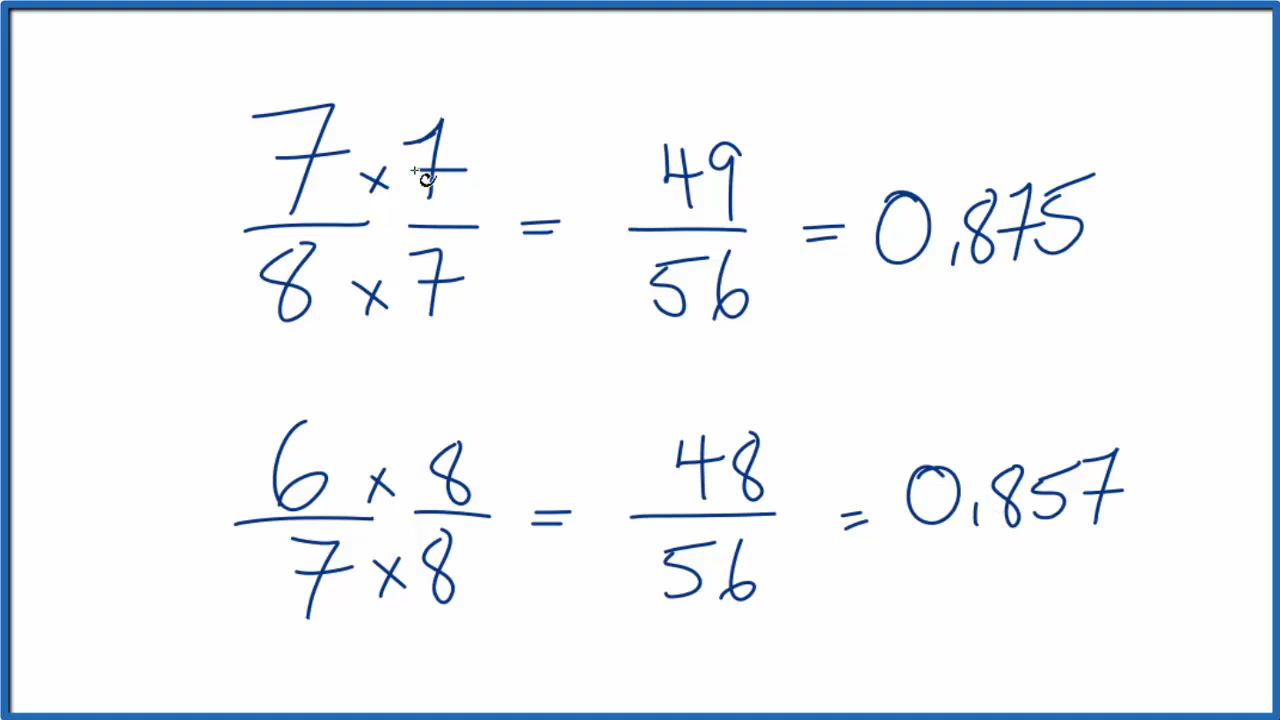 7 × 7 / 8 × 7 = 49 / 56 = 0.875
6 × 8 / 7 × 8 = 48 / 56 = 0.857